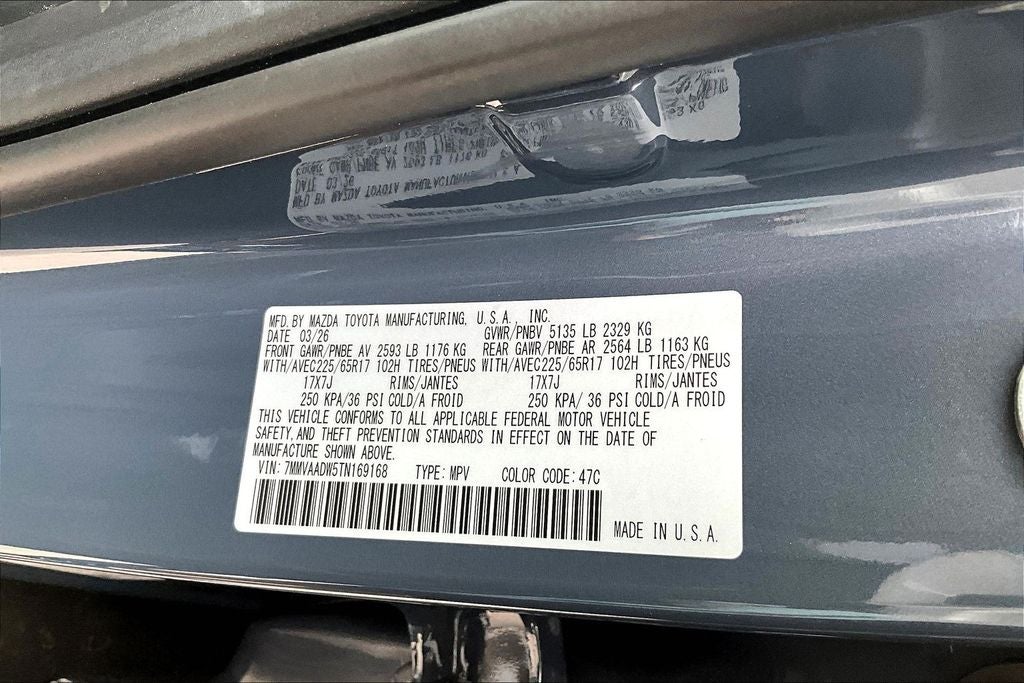 MFD. BY MAZDA TOYOTA MANUFACTURING, U.S.A., INC.
DATE 03/26 GVWR/PNBV 5135 LB 2329 KG
FRONT GAWR/PNBE AV 2593 LB 1176 KG REAR GAWR/PNBE AR 2564 LB 1163 KG
WITH/AVEC225/65R17 102H TIRES/PNEUS WITH/AVEC225/65R17 102H TIRES/PNEUS
17X7J RIMS/JANTES 17X7J RIMS/JANTES
250 KPA/36 PSI COLD/A FROID 250 KPA/ 36 PSI COLD/A FROID
THIS VEHICLE CONFORMS TO ALL APPLICABLE FEDERAL MOTOR VEHICLE
SAFETY, AND THEFT PREVENTION STANDARDS IN EFFECT ON THE DATE OF
MANUFACTURE SHOWN ABOVE.
VIN: 7MMVAADW5TN169168 TYPE: MPV COLOR CODE: 47C
MADE IN U.S.A.